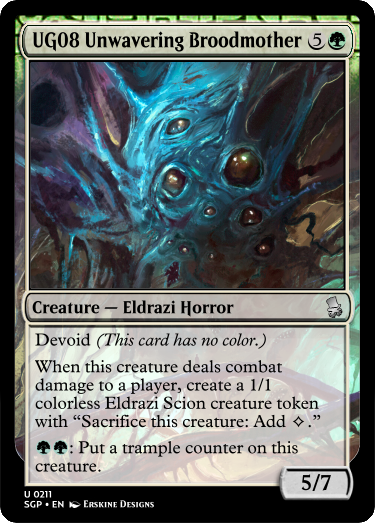 UG08 Unwavering Broodmother 5
Creature — Eldrazi Horror
Devoid (This card has no color.)
When this creature deals combat
damage to a player, create a 1/1
colorless Eldrazi Scion creature token
with “Sacrifice this creature: Add .”
: Put a trample counter on this
creature.
5/7
U 0211
SGP • EN Erskine Designs